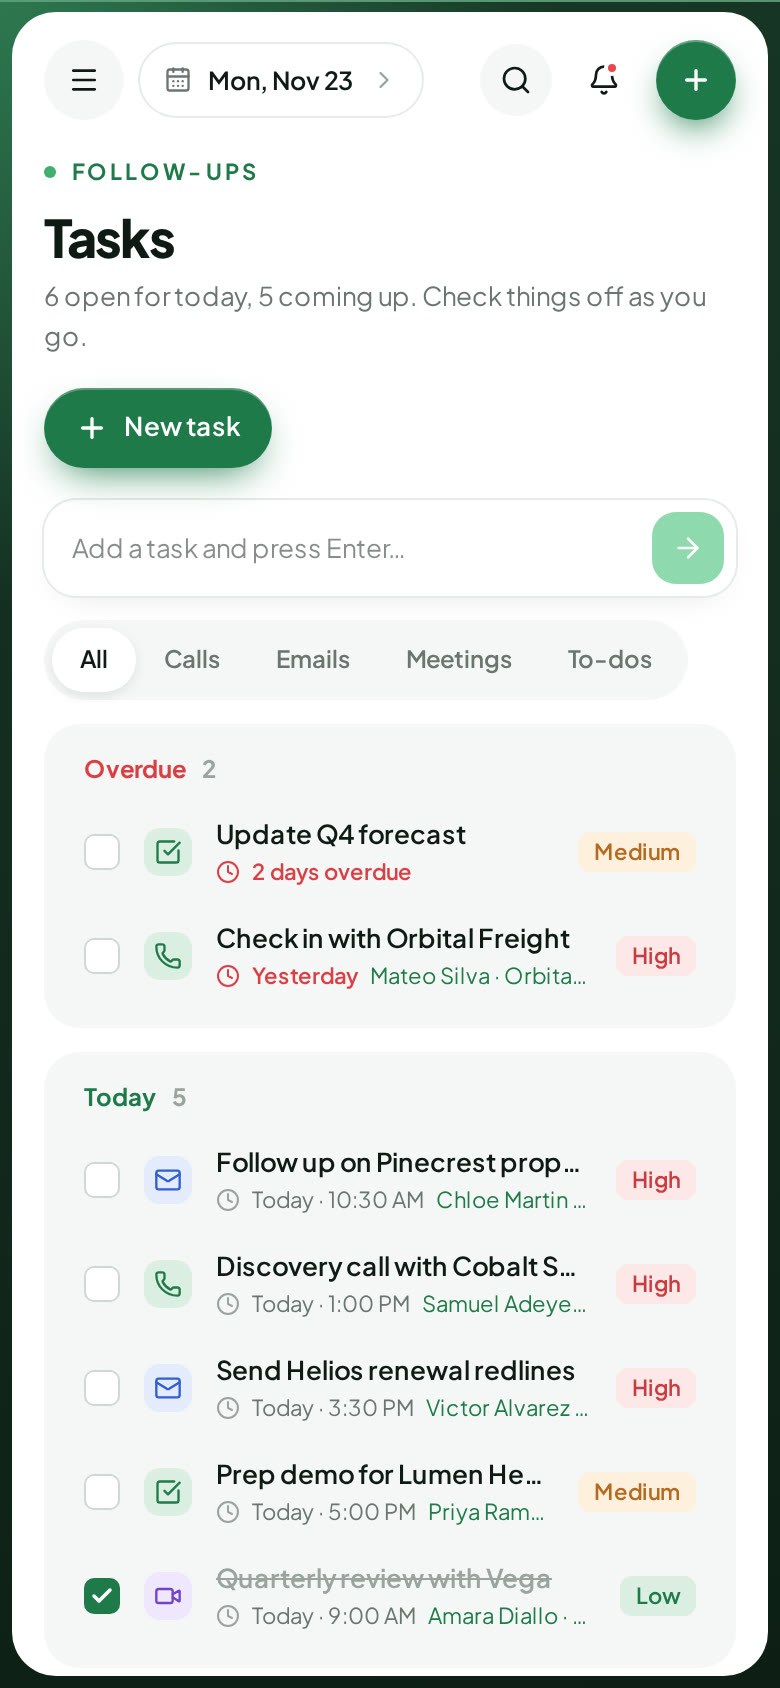 Mon, Nov 23
FOLLOW-UPS
Tasks
6 open for today, 5 coming up. Check things off as you
go.
New task
Add a task and press Enter...
All Calls Emails Meetings To-dos
Overdue 2
Update Q4 forecast
Medium
2 days overdue
Check in with Orbital Freight
High
Yesterday Mateo Silva · Orbita...
Today 5
Follow up on Pinecrest prop...
High
Today · 10:30 AM Chloe Martin ...
Discovery call with Cobalt S...
High
Today · 1:00 PM Samuel Adeye...
Send Helios renewal redlines
High
Today · 3:30 PM Victor Alvarez ...
Prep demo for Lumen He...
Medium
Today · 5:00 PM Priya Ram...
Quarterly review with Vega
Low
Today · 9:00 AM Amara Diallo · ...